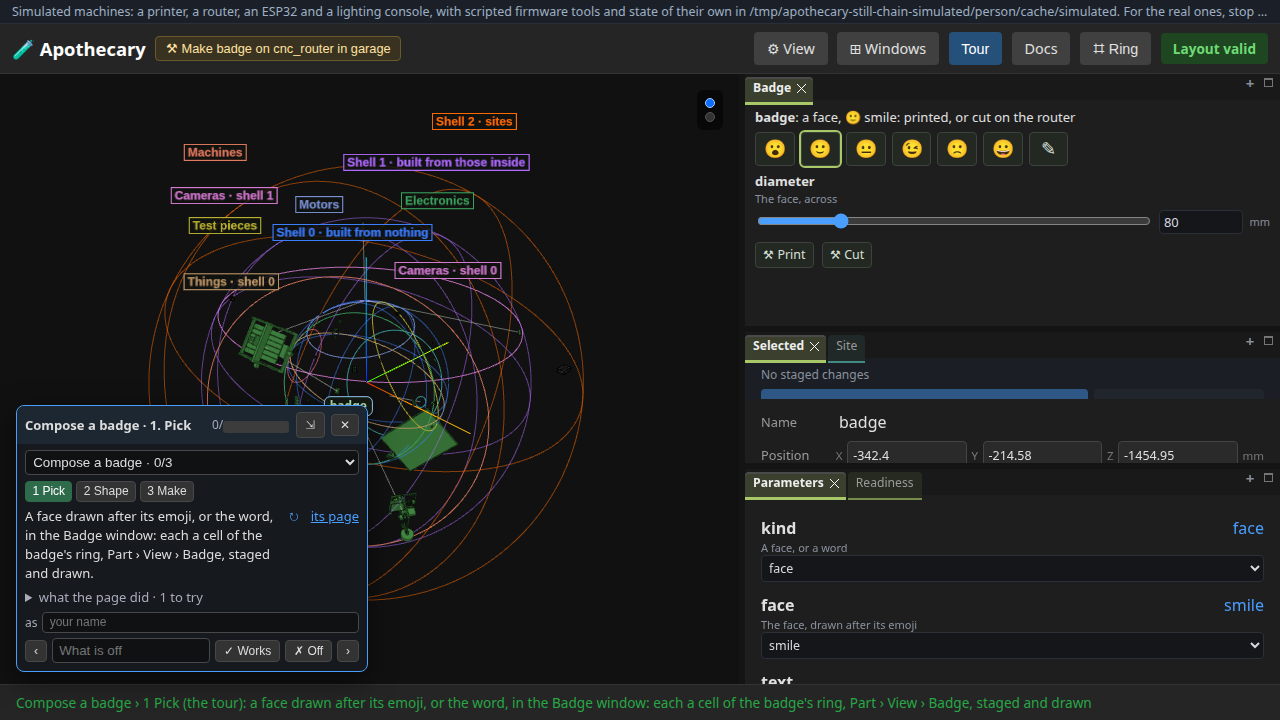 Simulated machines: a printer, a router, an ESP32 and a lighting console, with scripted firmware tools and state of their own in /tmp/apothecary-still-chain-simulated/person/cache/simulated. For the real ones, stop ...
Apothecary
⚒ Make badge on cnc_router in garage
⚙ View
⊞ Windows
Tour
Docs
⌗ Ring
Layout valid
Shell 2 · sites
Machines
Shell 1 · built from those inside
Cameras · shell 1
Motors
Electronics
Test pieces
Shell 0 · built from nothing
Cameras · shell 0
Things · shell 0
Compose a badge · 1. Pick
0/
Compose a badge · 0/3
1 Pick
2 Shape
3 Make
A face drawn after its emoji, or the word, in the Badge window: each a cell of the badge's ring, Part › View › Badge, staged and drawn.
its page
what the page did · 1 to try
as
your name
What is off
✓ Works
✗ Off
Badge
badge: a face, 🙂 smile: printed, or cut on the router
diameter
The face, across
80
mm
⚒ Print
⚒ Cut
Selected
Site
No staged changes
Name
badge
Position
X
-342.4
Y
-214.58
Z
-1454.95
mm
Parameters
Readiness
kind
face
A face, or a word
face
face
smile
The face, drawn after its emoji
smile
text
Compose a badge › 1 Pick (the tour): a face drawn after its emoji, or the word, in the Badge window: each a cell of the badge's ring, Part › View › Badge, staged and drawn